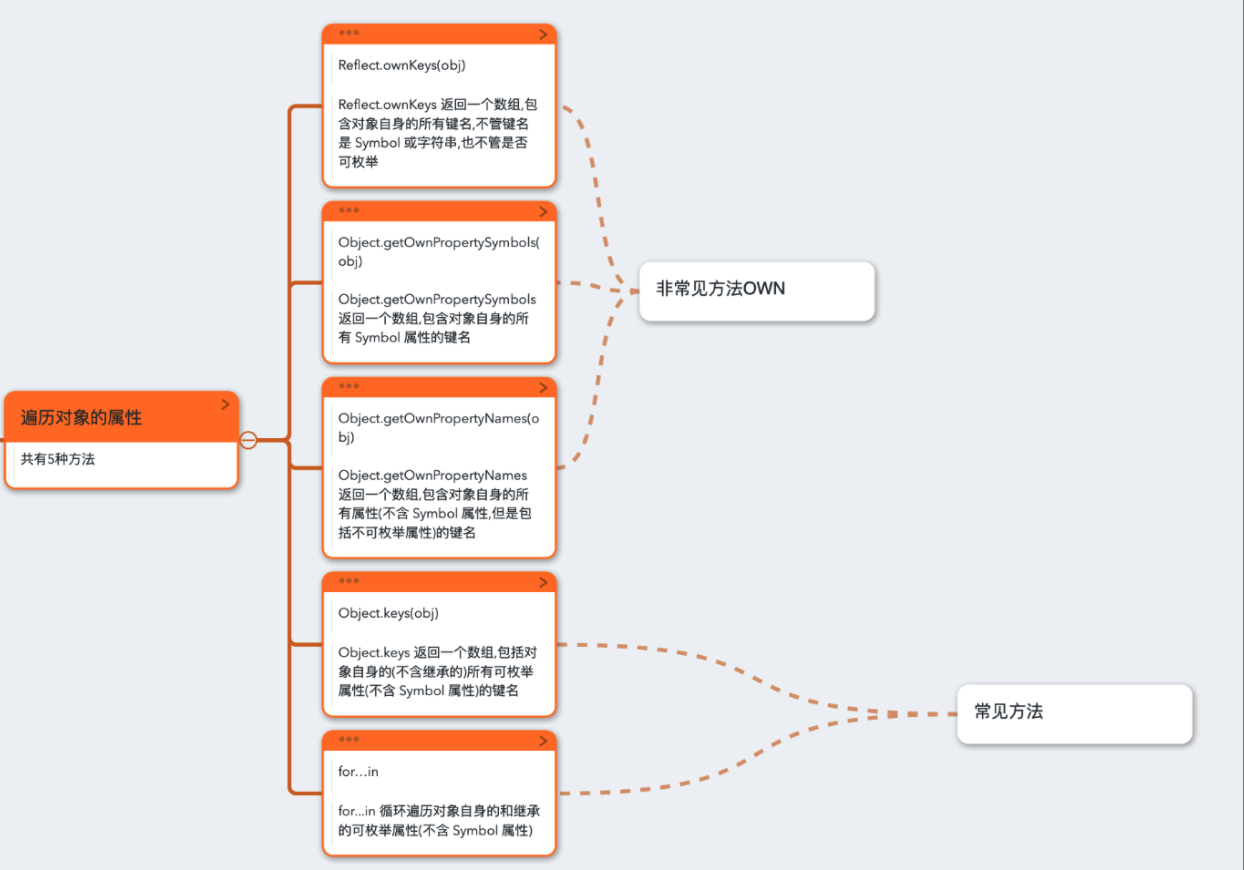 Reflect.ownKeys(obj)
Reflect.ownKeys 返回一个数组,包
含对象自身的所有键名,不管键名
是 Symbol 或字符串,也不管是否
可枚举
Object.getOwnPropertySymbols(
obj)
Object.getOwnPropertySymbols
返回一个数组,包含对象自身的所
有 Symbol 属性的键名
非常见方法OWN
遍历对象的属性
共有5种方法
Object.getOwnPropertyNames(o
bj)
Object.getOwnPropertyNames
返回一个数组,包含对象自身的所
有属性(不含 Symbol 属性,但是包
括不可枚举属性)的键名
Object.keys(obj)
Object.keys 返回一个数组,包括对
象自身的(不含继承的)所有可枚举
属性(不含 Symbol 属性)的键名
常见方法
for...in
for...in 循环遍历对象自身的和继承
的可枚举属性(不含 Symbol 属性)